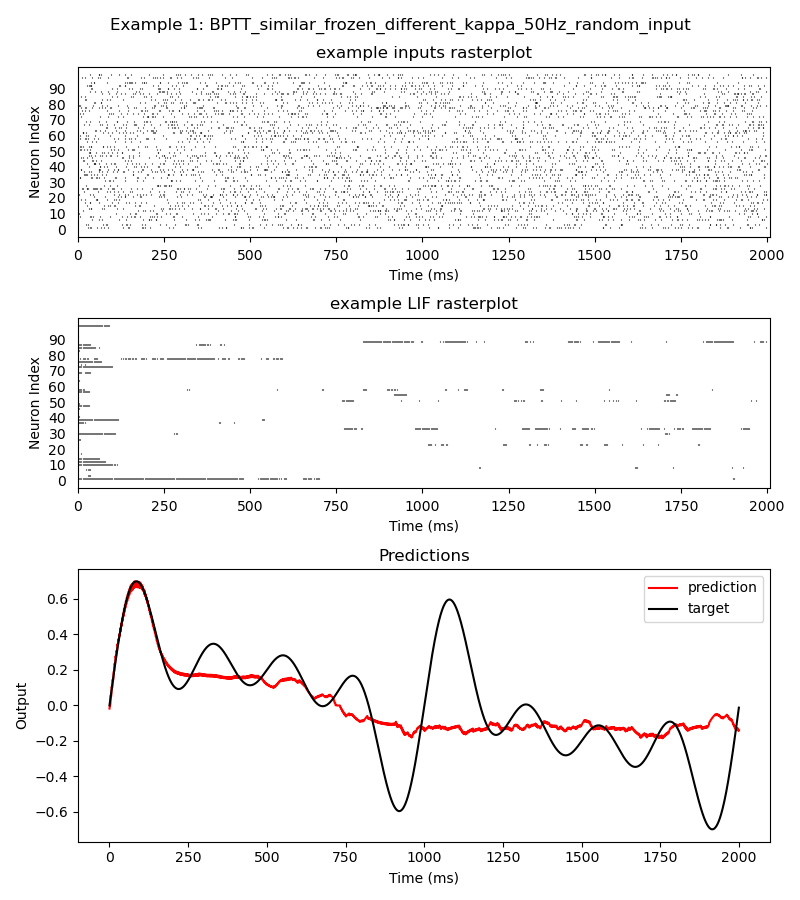 Example 1: BPTT_similar_frozen_different_kappa_50Hz_random_input
example inputs rasterplot
Neuron Index
90
80
70
60
50
40
30
20
10
0
0 250 500 750 1000 1250 1500 1750 2000
Time (ms)
example LIF rasterplot
Neuron Index
90
80
70
60
50
40
30
20
10
0
0 250 500 750 1000 1250 1500 1750 2000
Time (ms)
Predictions
prediction
target
Output
0.6
0.4
0.2
0.0
−0.2
−0.4
−0.6
0 250 500 750 1000 1250 1500 1750 2000
Time (ms)